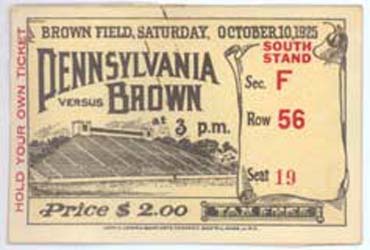 HOLD YOUR OWN TICKET
BROWN FIELD, SATURDAY, OCTOBER 10, 1925
PENNSYLVANIA
VERSUS BROWN
at 3 p.m.
SOUTH
STAND
Sec. F
Row 56
Seat 19
Price $ 2.00
TAX FREE